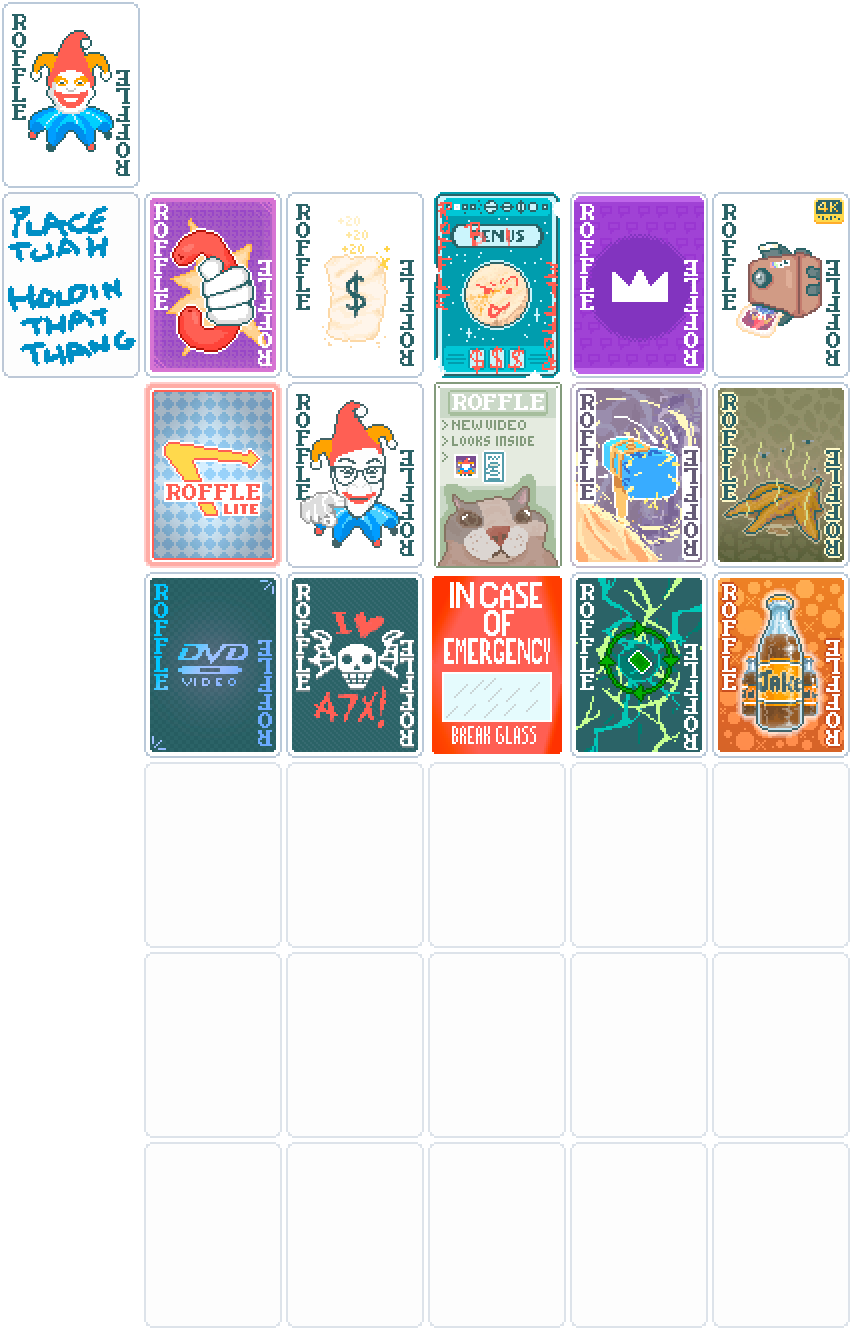 ROFFLE
ROFFLE
PLACE
TUAH
HOLDIN
THAT
THANG
ROFFLE
ROFFLE
ROFFLE
+20
+20
+20
$
ROFFLE
$ $ $
ROFFLE
ROFFLE
ROFFLE
4K
ROFFLE
ROFFLE
LITE
ROFFLE
ROFFLE
ROFFLE
> NEW VIDEO
> LOOKS INSIDE
>
ROFFLE
ROFFLE
ROFFLE
ROFFLE
ROFFLE
DVD
VIDEO
ROFFLE
ROFFLE
I ♥
A7X!
ROFFLE
IN CASE
OF
EMERGENCY
BREAK GLASS
ROFFLE
ROFFLE
ROFFLE
Jake
ROFFLE